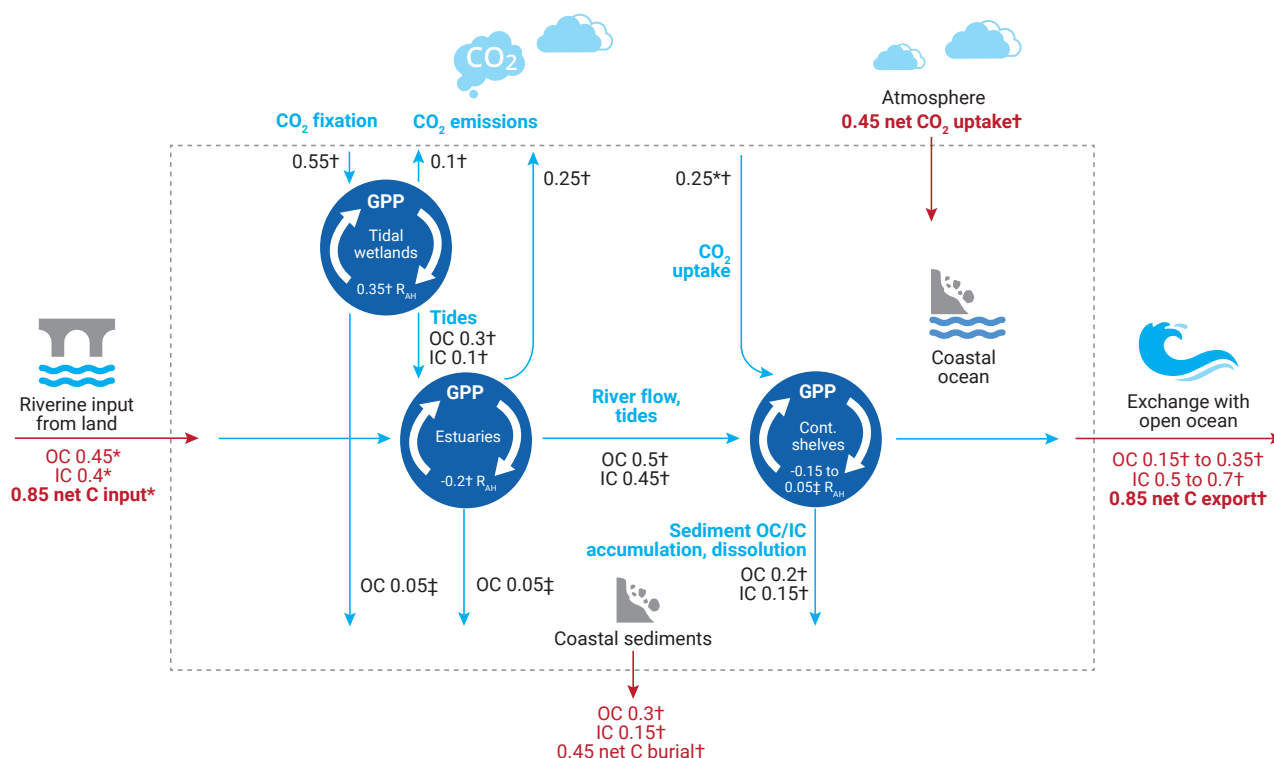 CO2
Atmosphere
0.45 net CO2 uptake†
CO2 fixation
CO2 emissions
0.55†
0.1†
0.25†
0.25*†
GPP
Tidal
wetlands
0.35† RAH
CO2
uptake
Tides
OC 0.3†
IC 0.1†
Coastal
ocean
Riverine input
from land
OC 0.45*
IC 0.4*
0.85 net C input*
GPP
Estuaries
-0.2† RAH
River flow,
tides
OC 0.5†
IC 0.45†
GPP
Cont.
shelves
-0.15 to
0.05‡ RAH
Exchange with
open ocean
OC 0.15† to 0.35†
IC 0.5 to 0.7†
0.85 net C export†
Sediment OC/IC
accumulation, dissolution
OC 0.05‡
OC 0.05‡
OC 0.2†
IC 0.15†
Coastal sediments
OC 0.3†
IC 0.15†
0.45 net C burial†